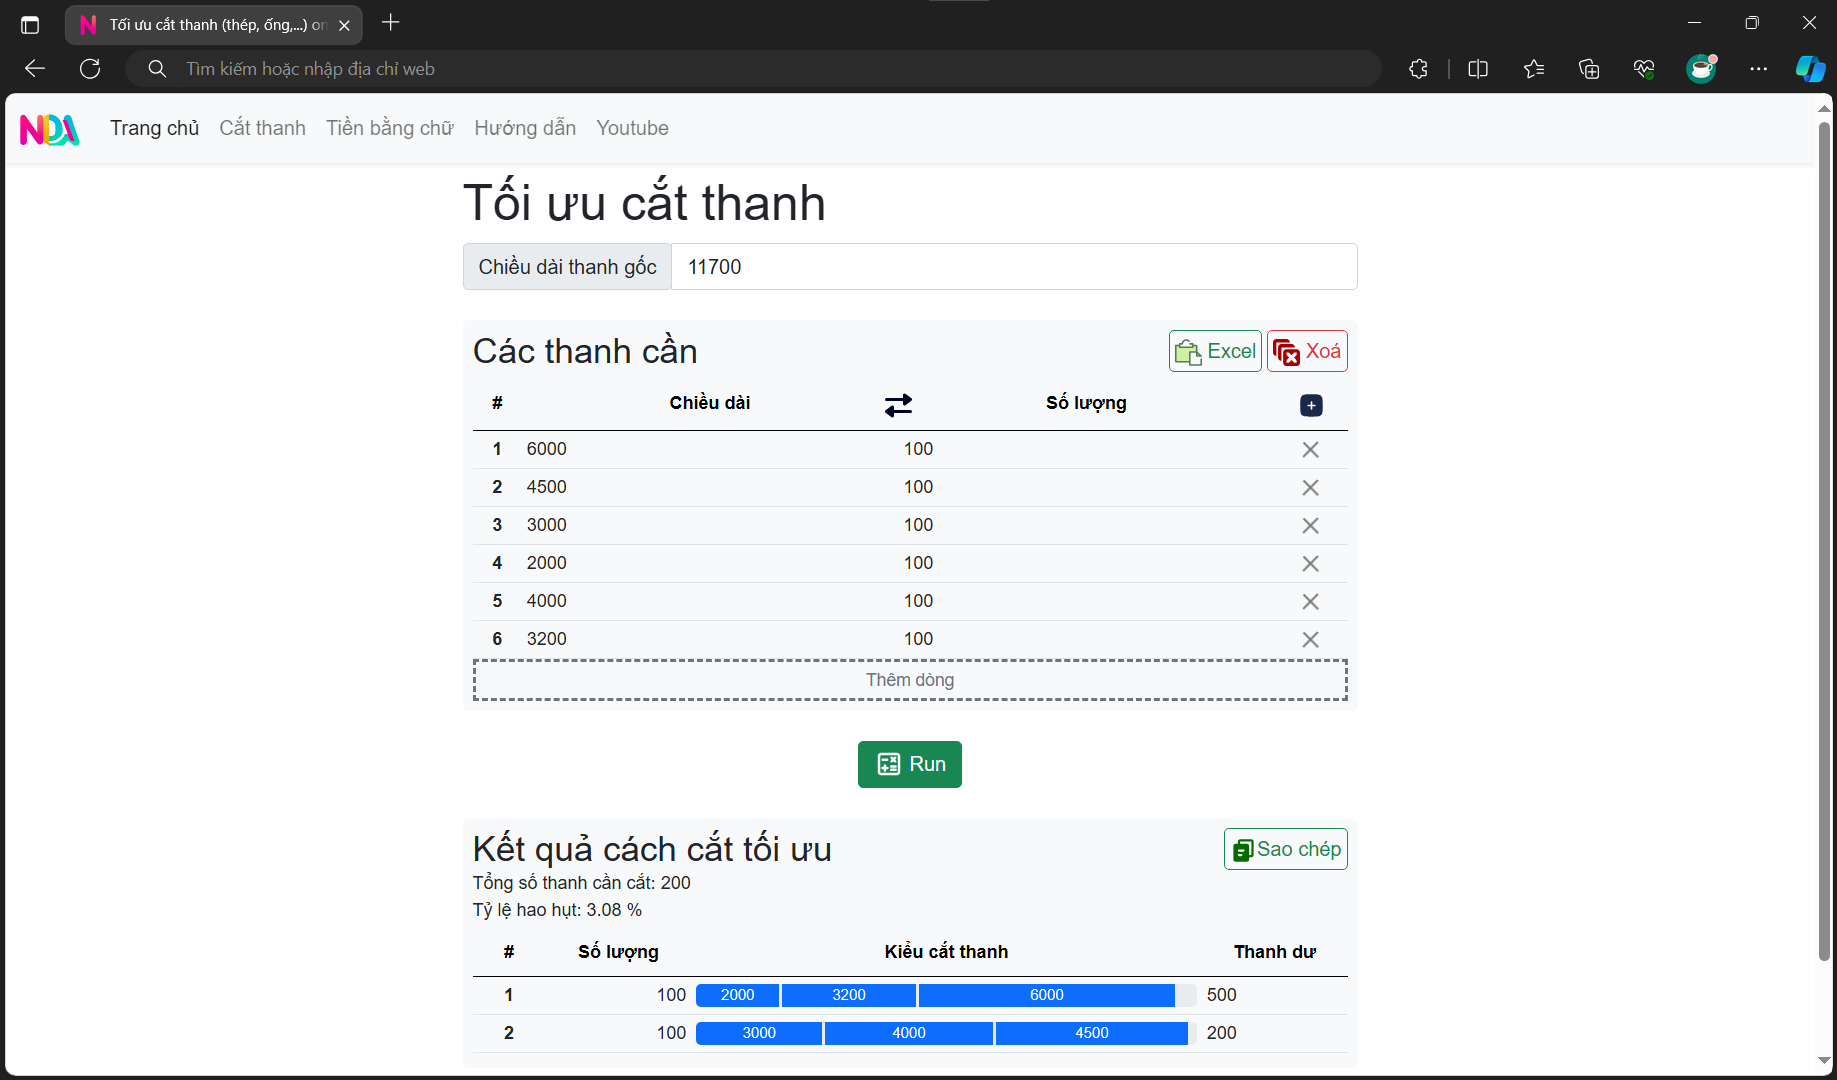 Tối ưu cắt thanh (thép, ống,...) on
Tìm kiếm hoặc nhập địa chỉ web
NDA Trang chủ Cắt thanh Tiền bằng chữ Hướng dẫn Youtube
Tối ưu cắt thanh
Chiều dài thanh gốc 11700
Các thanh cần Excel Xoá
# Chiều dài Số lượng
1 6000 100
2 4500 100
3 3000 100
4 2000 100
5 4000 100
6 3200 100
Thêm dòng
Run
Kết quả cách cắt tối ưu Sao chép
Tổng số thanh cần cắt: 200
Tỷ lệ hao hụt: 3.08 %
# Số lượng Kiểu cắt thanh Thanh dư
1 100 2000 3200 6000 500
2 100 3000 4000 4500 200